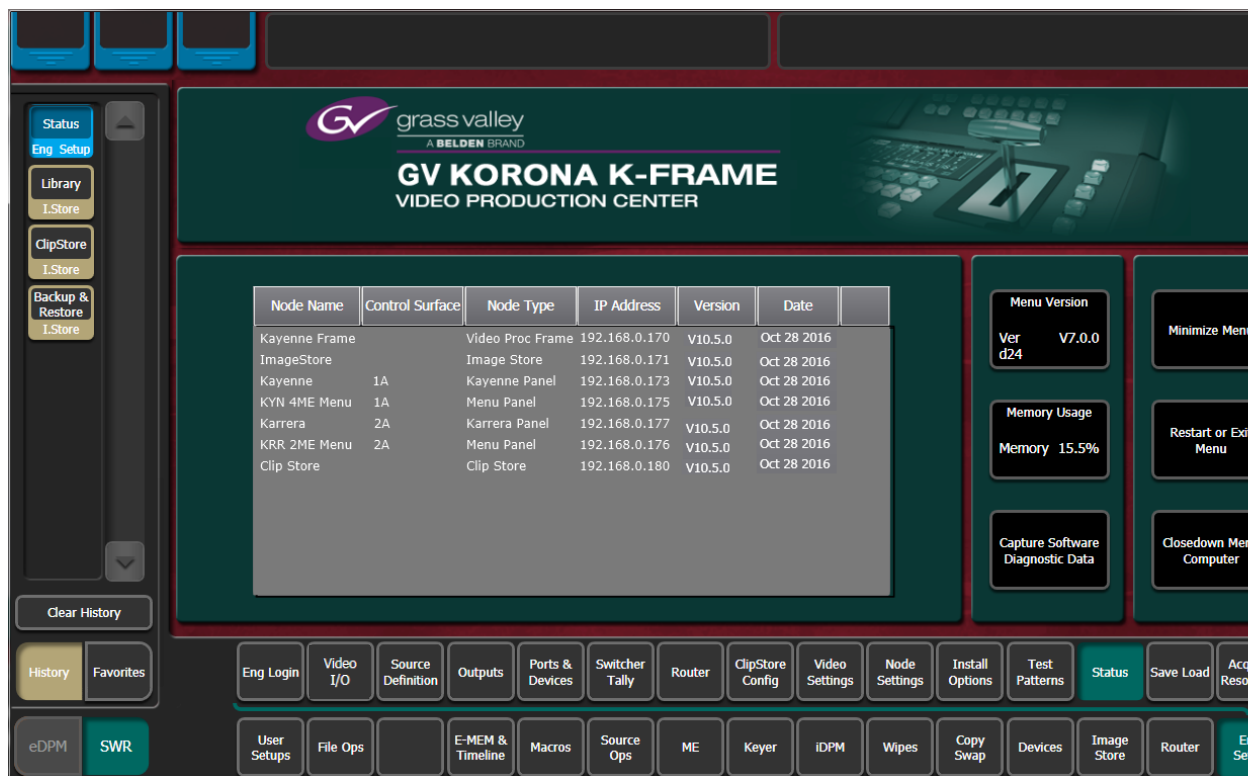 Status
Eng Setup
Library
I.Store
ClipStore
I.Store
Backup &
Restore
I.Store
Clear History
History
Favorites
eDPM
SWR
GV
grass valley
A BELDEN BRAND
GV KORONA K-FRAME
VIDEO PRODUCTION CENTER
Node Name Control Surface Node Type IP Address Version Date
Kayenne Frame Video Proc Frame 192.168.0.170 V10.5.0 Oct 28 2016
ImageStore Image Store 192.168.0.171 V10.5.0 Oct 28 2016
Kayenne 1A Kayenne Panel 192.168.0.173 V10.5.0 Oct 28 2016
KYN 4ME Menu 1A Menu Panel 192.168.0.175 V10.5.0 Oct 28 2016
Karrera 2A Karrera Panel 192.168.0.177 V10.5.0 Oct 28 2016
KRR 2ME Menu 2A Menu Panel 192.168.0.176 V10.5.0 Oct 28 2016
Clip Store Clip Store 192.168.0.180 V10.5.0 Oct 28 2016
Menu Version
Ver V7.0.0
d24
Memory Usage
Memory 15.5%
Capture Software
Diagnostic Data
Minimize Menu
Restart or Exit
Menu
Closedown
Computer
Eng Login
Video
I/O
Source
Definition
Outputs
Ports &
Devices
Switcher
Tally
Router
ClipStore
Config
Video
Settings
Node
Settings
Install
Options
Test
Patterns
Status
Save Load
User
Setups
File Ops
E-MEM &
Timeline
Macros
Source
Ops
ME
Keyer
iDPM
Wipes
Copy
Swap
Devices
Image
Store
Router